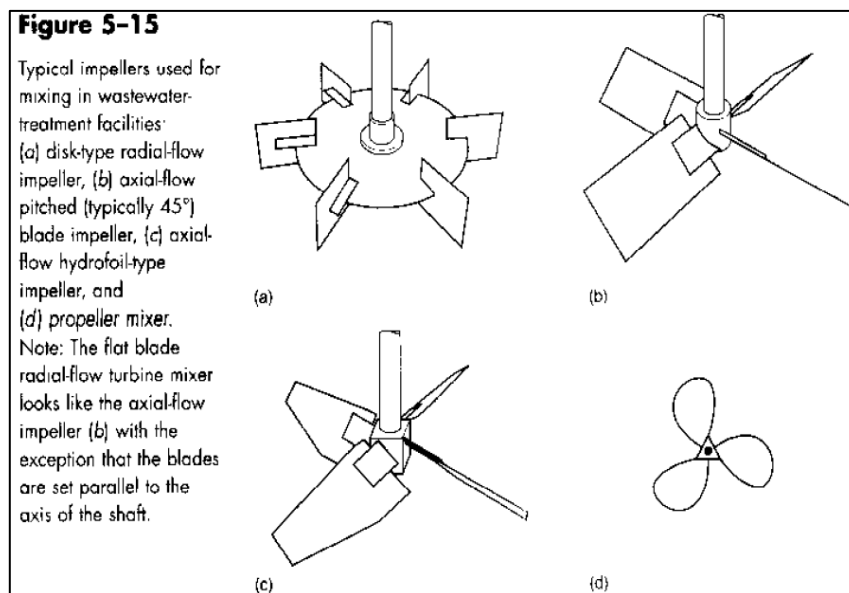 Figure 5–15
Typical impellers used for
mixing in wastewater-
treatment facilities:
(a) disk-type radial-flow
impeller, (b) axial-flow
pitched (typically 45°)
blade impeller, (c) axial-
flow hydrofoil-type
impeller, and
(d) propeller mixer.
Note: The flat blade
radial-flow turbine mixer
looks like the axial-flow
impeller (b) with the
exception that the blades
are set parallel to the
axis of the shaft.
(a)
(b)
(c)
(d)